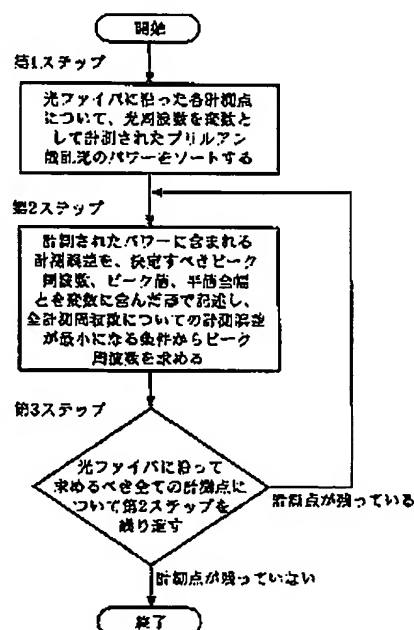 開始
第1ステップ
光ファイバに沿った各計測点
について、光周波数を変数と
して計測されたブリルアン
散乱光のパワーをソートする
第2ステップ
計測されたパワーに含まれる
計測誤差を、決定すべきピーク
周波数、ピーク値、半値全幅
とを変数に含んだ形で記述し、
全計測周波数についての計測誤差
が最小になる条件からピーク
周波数を求める
第3ステップ
光ファイバに沿って
求めるべき全ての計測点に
ついて第2ステップを
繰り返す
計測点が残っている
計測点が残っていない
終了